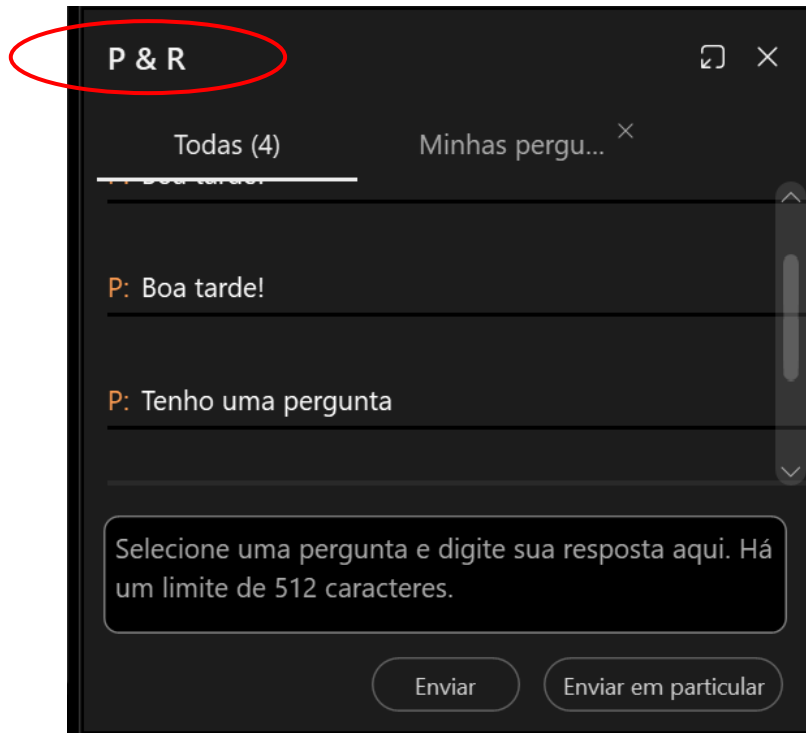 P & R
Todas (4)
Minhas pergu...
P: Boa tarde!
P: Tenho uma pergunta
Selecione uma pergunta e digite sua resposta aqui. Há
um limite de 512 caracteres.
Enviar
Enviar em particular